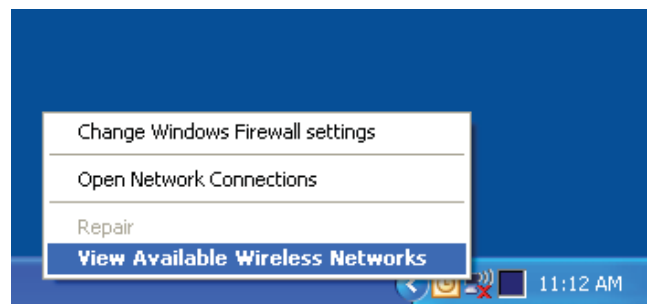 Change Windows Firewall settings
Open Network Connections
Repair
View Available Wireless Networks
11:12 AM